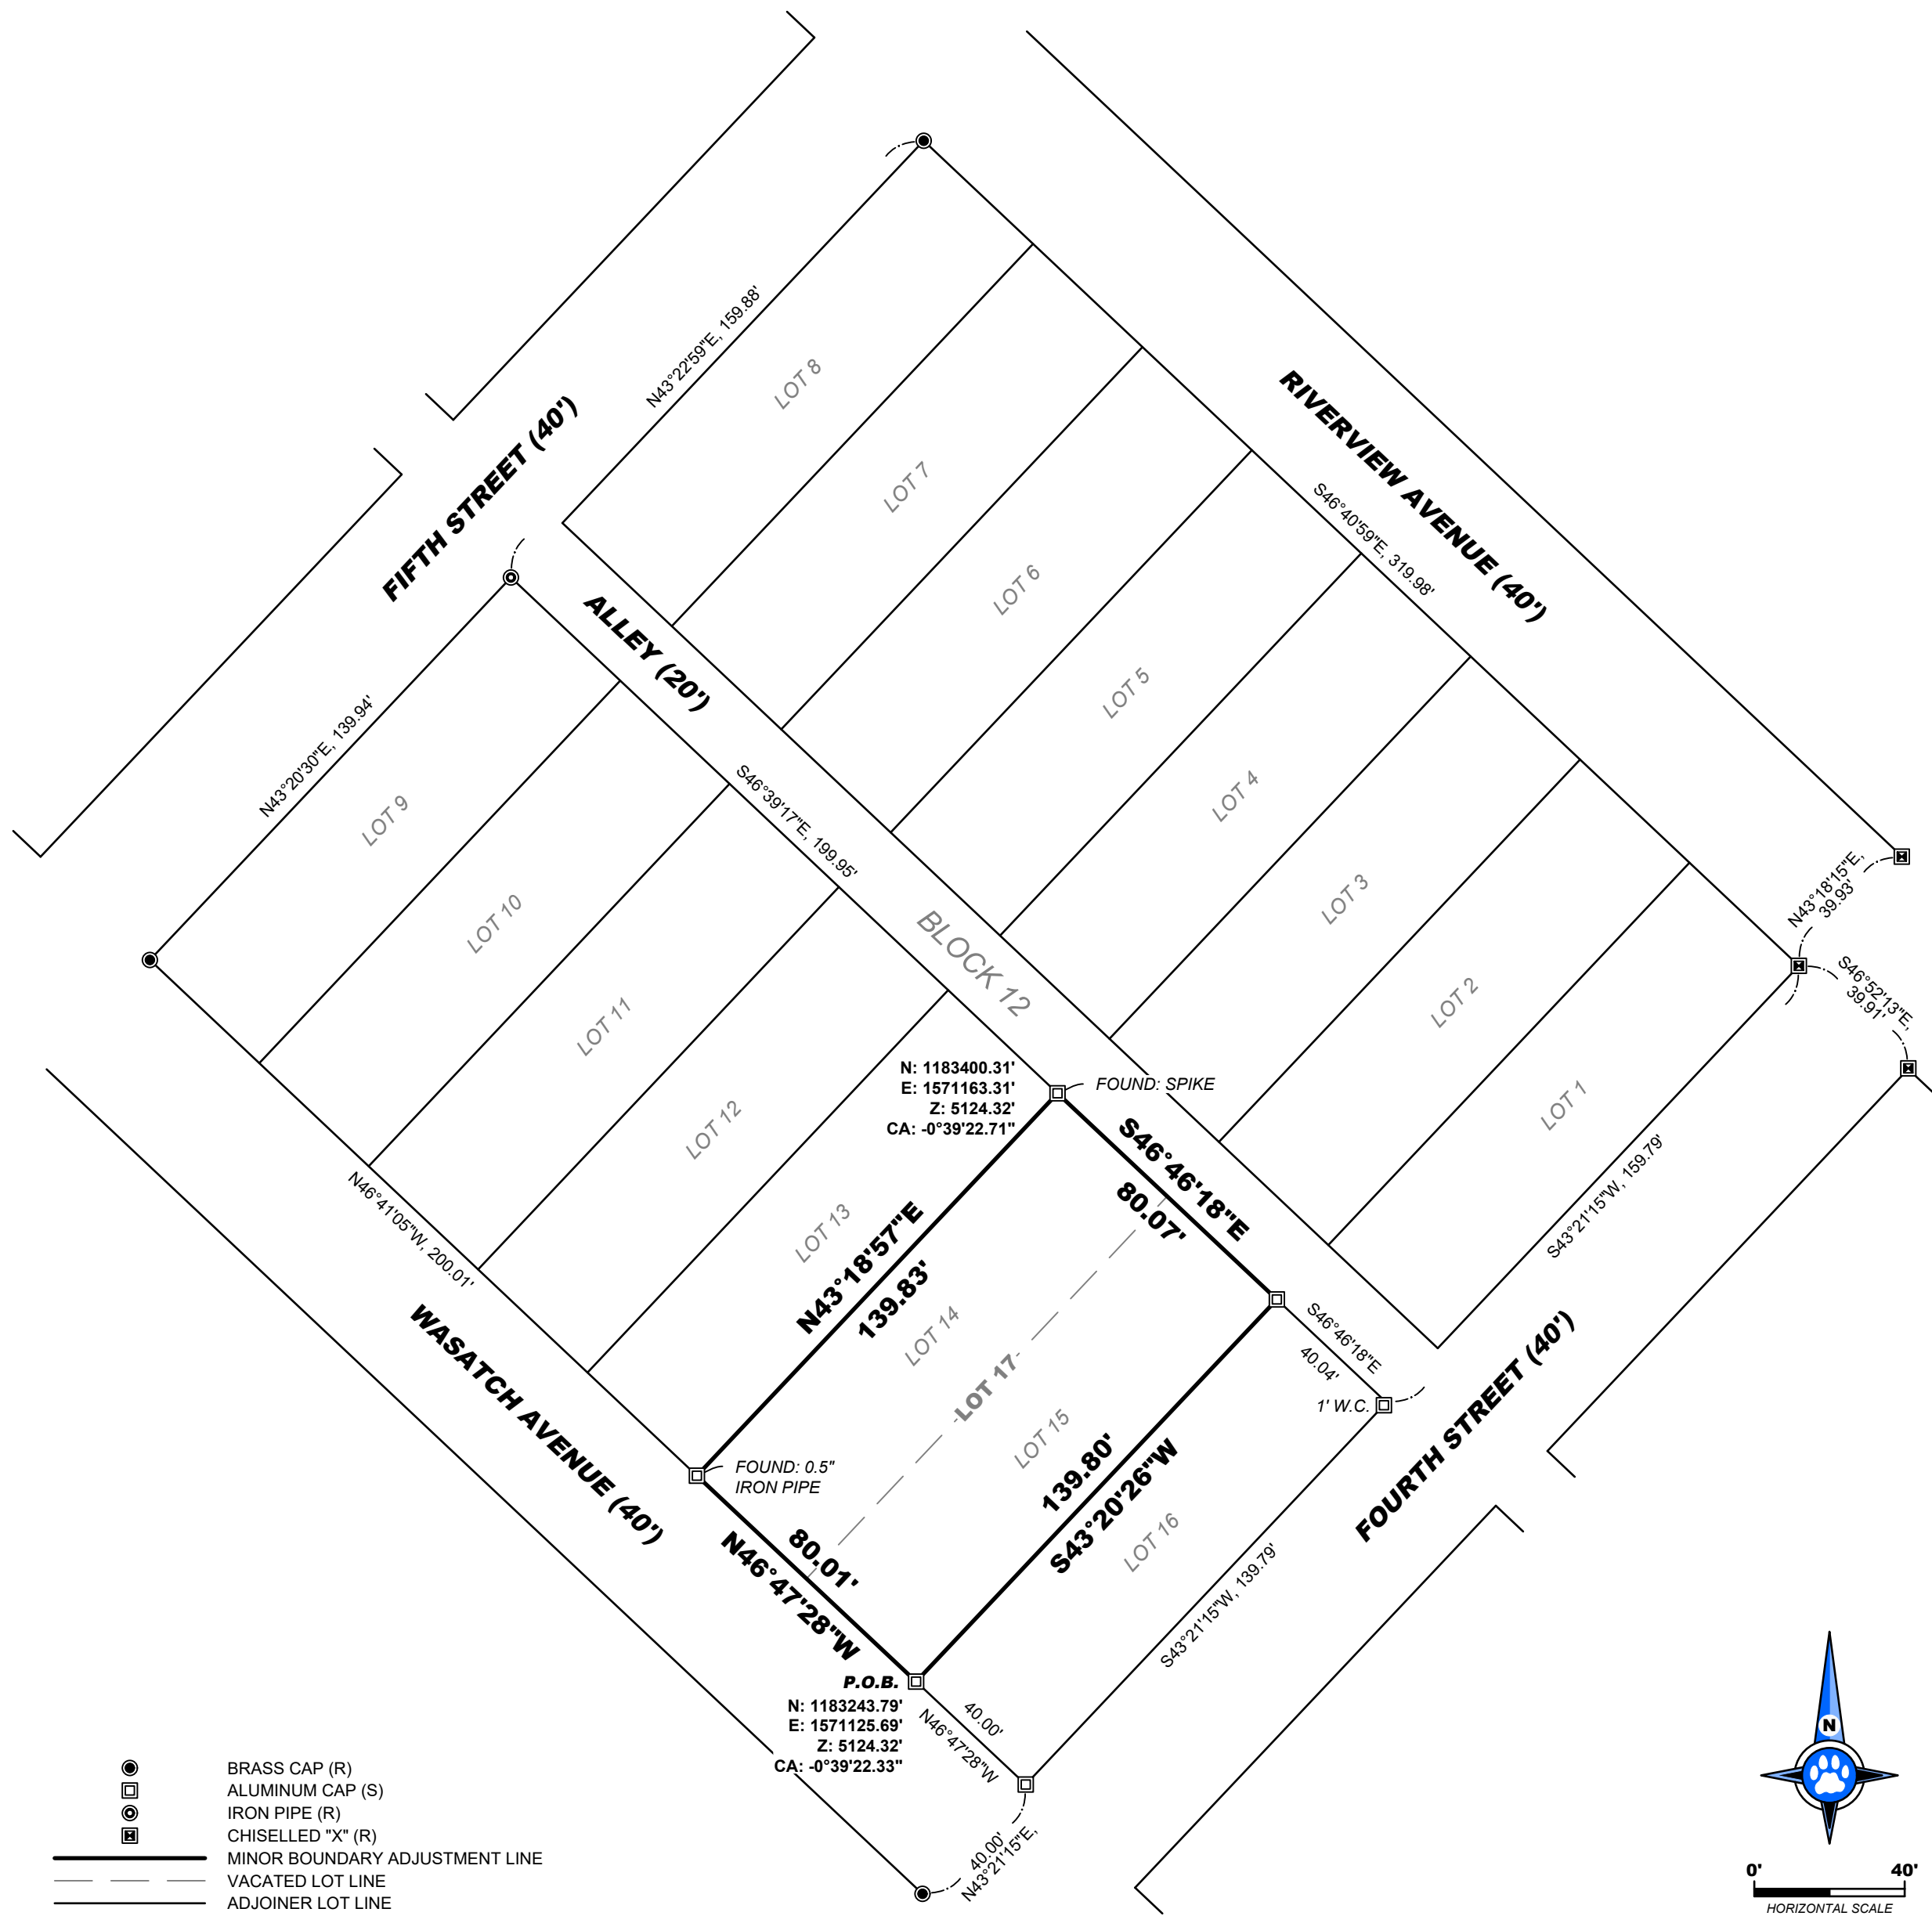 N43°22'59"E, 159.88'
LOT 8
RIVERVIEW AVENUE (40')
FIFTH STREET (40')
LOT 7
S46°40'59"E, 319.98'
LOT 6
ALLEY (20')
LOT 5
N43°20'30"E, 139.94'
LOT 9
S46°39'17"E, 199.95'
LOT 4
LOT 3
N43°18'15"E,
39.93'
LOT 10
BLOCK 12
S46°52'13"E,
39.91'
LOT 2
LOT 11
N: 1183400.31'
E: 1571163.31'
Z: 5124.32'
CA: -0°39'22.71"
FOUND: SPIKE
LOT 1
LOT 12
S46°46'18"E
80.07'
S43°21'15"W, 159.79'
N46°41'05"W, 200.01'
LOT 13
N43°18'57"E
139.83'
LOT 14
S46°46'18"E
40.04'
LOT 17
1' W.C.
WASATCH AVENUE (40')
FOURTH STREET (40')
LOT 15
FOUND: 0.5"
IRON PIPE
139.80'
S43°20'26"W
LOT 16
80.01'
N46°47'28"W
S43°21'15"W, 139.79'
P.O.B.
N: 1183243.79'
E: 1571125.69'
Z: 5124.32'
CA: -0°39'22.33"
40.00'
N46°47'28"W
40.00'
N43°21'15"E,
N
BRASS CAP (R)
ALUMINUM CAP (S)
IRON PIPE (R)
CHISELLED "X" (R)
MINOR BOUNDARY ADJUSTMENT LINE
VACATED LOT LINE
ADJOINER LOT LINE
0' 40'
HORIZONTAL SCALE